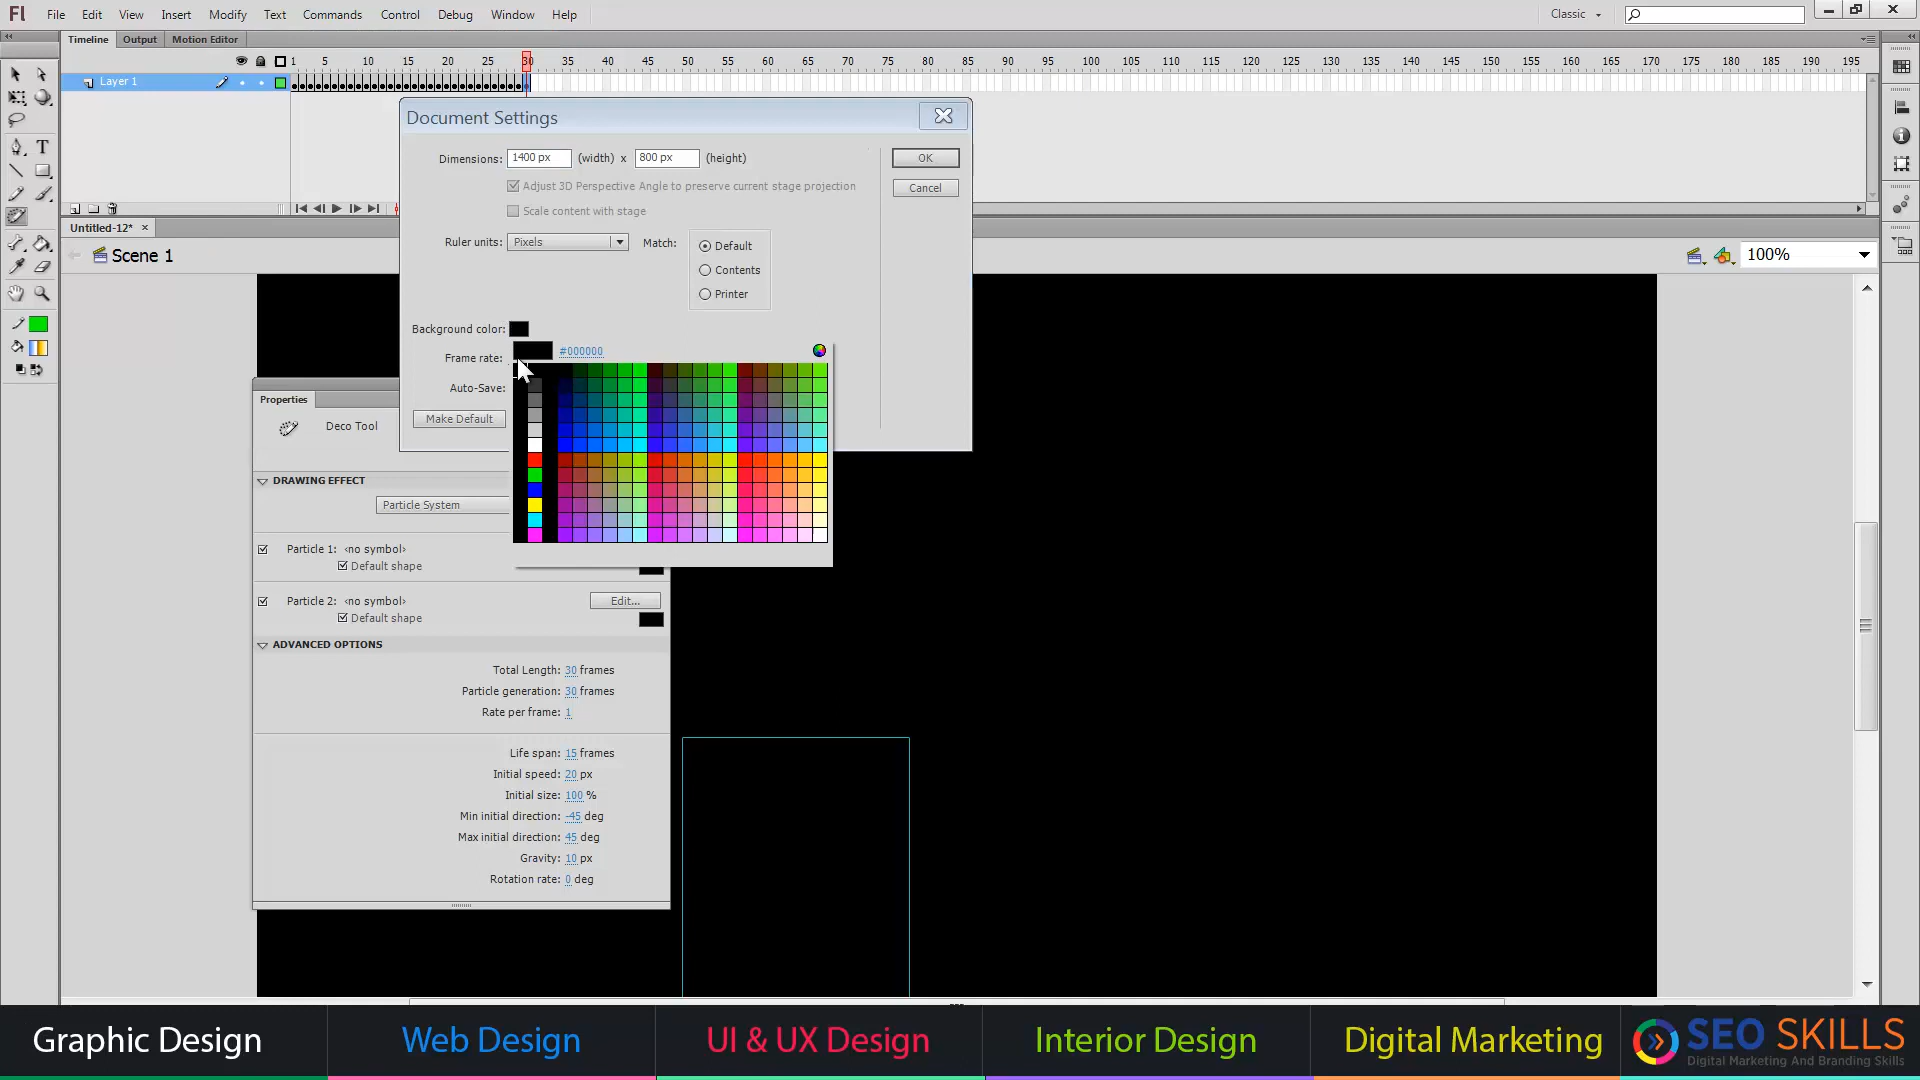 Fl File Edit View Insert Modify Text Commands Control Debug Window Help Classic
Timeline Output Motion Editor
1 5 10 15 20 25 30 35 40 45 50 55 60 65 70 75 80 85 90 95 100 105 110 115 120 125 130 135 140 145 150 155 160 165 170 175 180 185 190 195
Layer 1
Document Settings
Dimensions: 1400 px (width) x 800 px (height)
OK
Adjust 3D Perspective Angle to preserve current stage projection
Cancel
Scale content with stage
Untitled-12*
Ruler units: Pixels Match: Default
Scene 1
100%
Contents
Printer
Background color:
Frame rate: #000000
Auto-Save:
Make Default
Properties
Deco Tool
DRAWING EFFECT
Particle System
Particle 1: <no symbol>
Default shape
Particle 2: <no symbol> Edit...
Default shape
ADVANCED OPTIONS
Total Length: 30 frames
Particle generation: 30 frames
Rate per frame: 1
Life span: 15 frames
Initial speed: 20 px
Initial size: 100 %
Min initial direction: -45 deg
Max initial direction: 45 deg
Gravity: 10 px
Rotation rate: 0 deg
Graphic Design Web Design UI & UX Design Interior Design Digital Marketing SEO SKILLS
Digital Marketing And Branding Skills